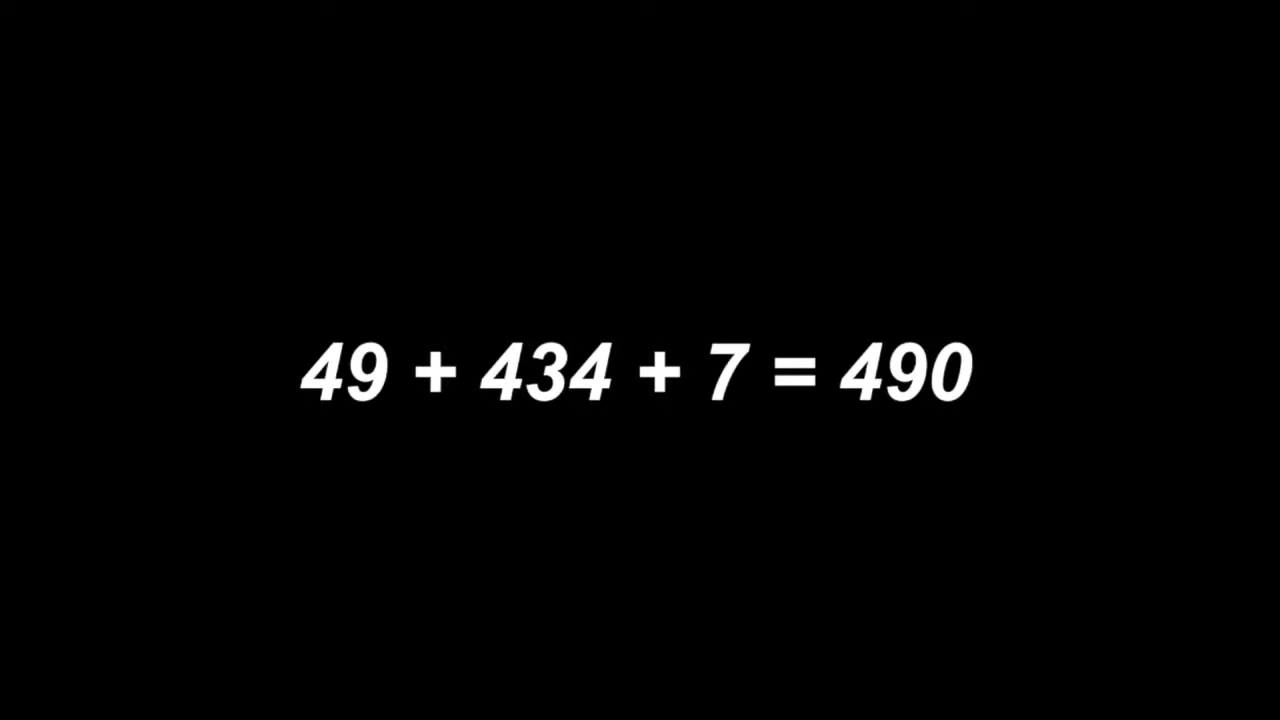 49 + 434 + 7 = 490